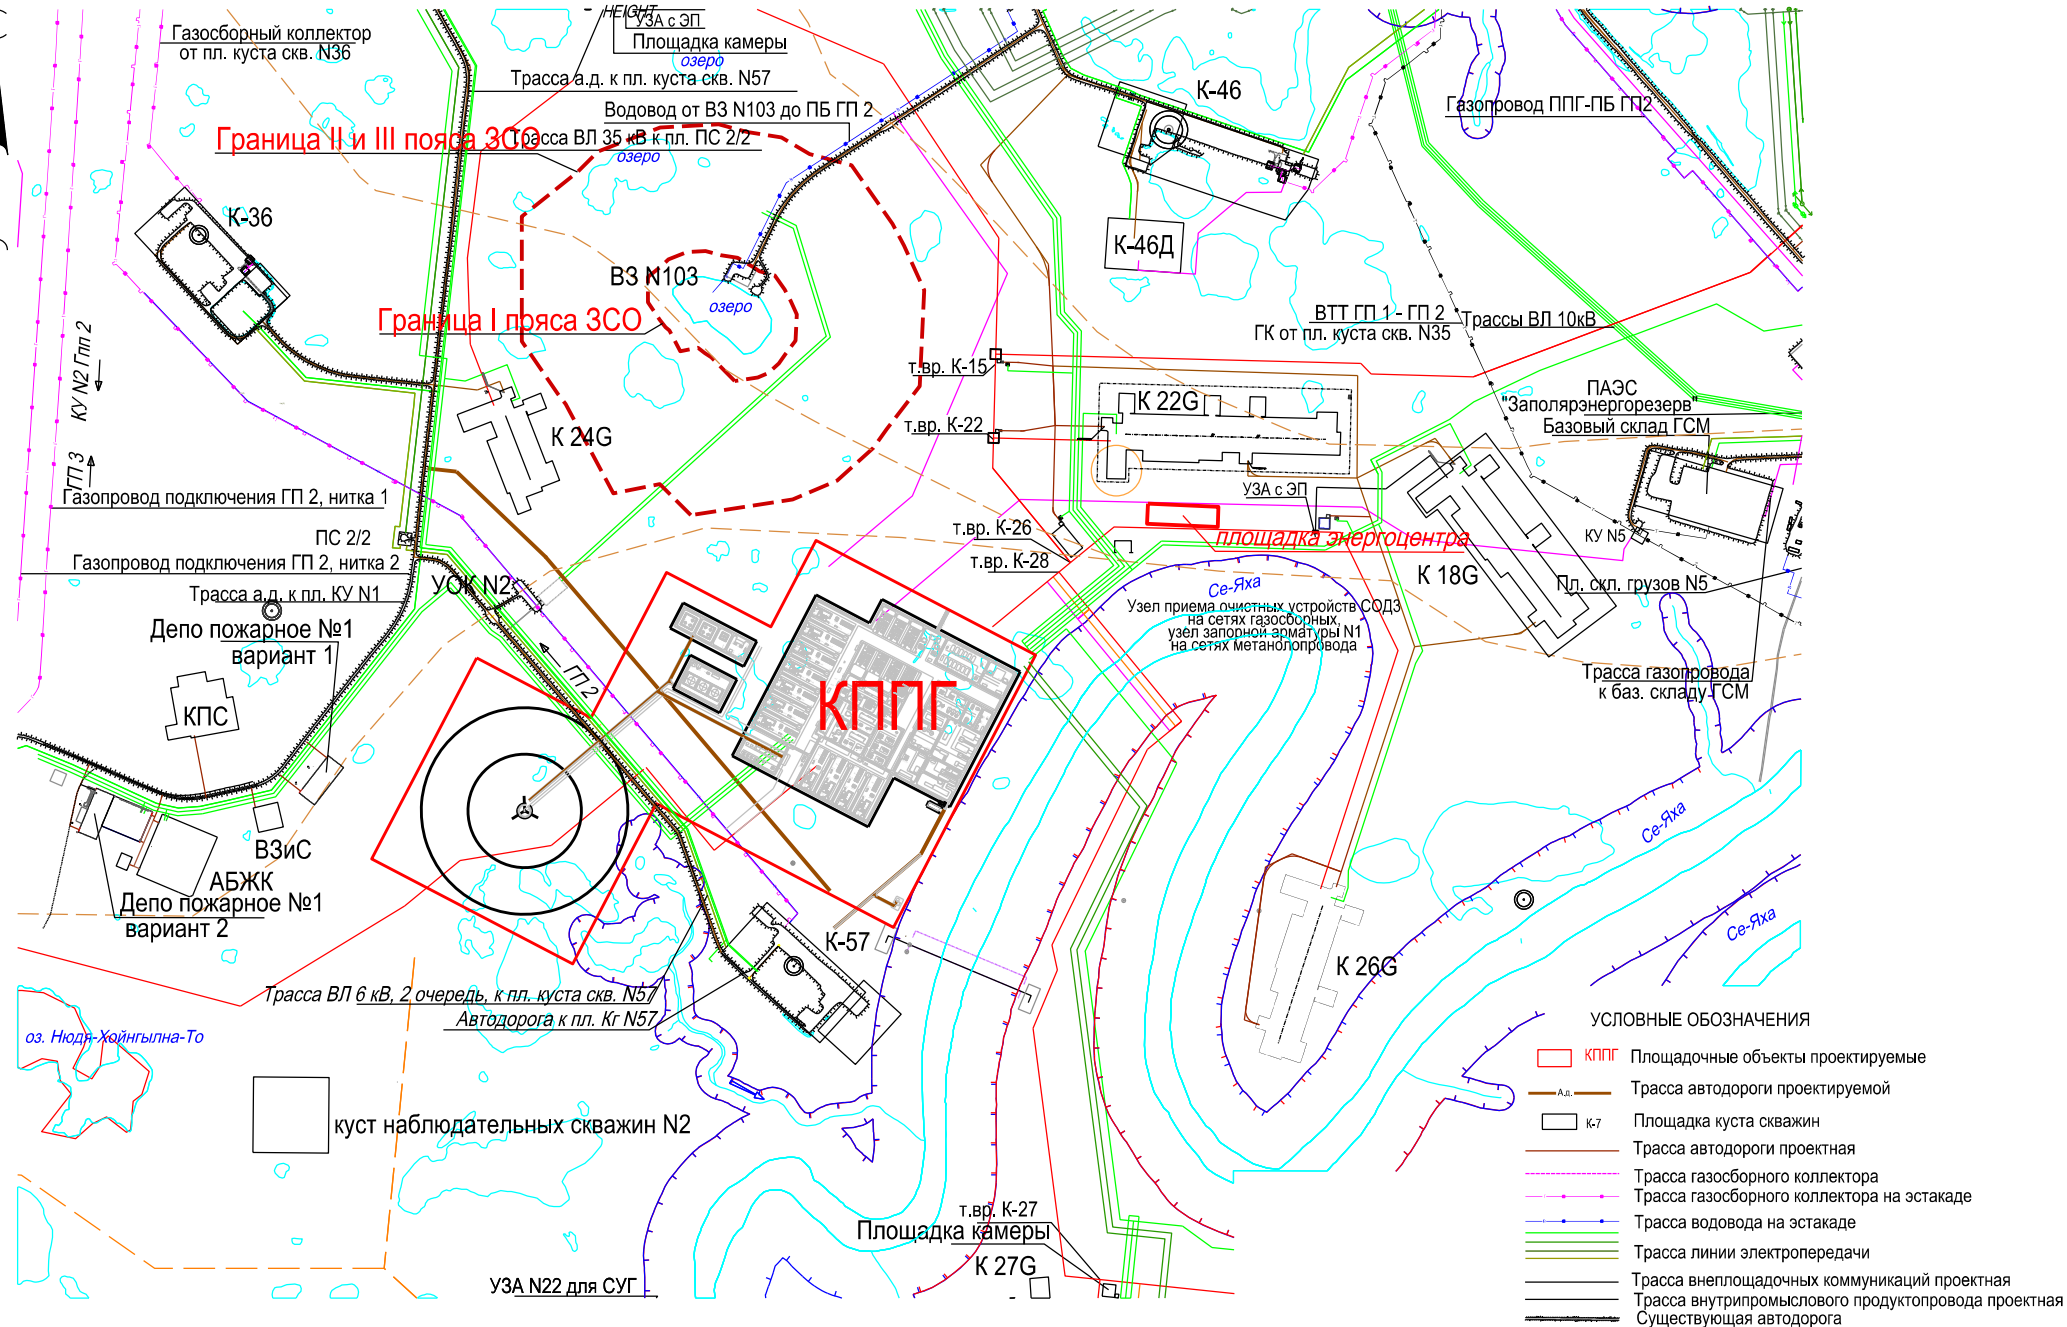 HEIGHT
УЗА с ЭП
Газосборный коллектор
от пл. куста скв. N36
Площадка камеры
озеро
Трасса а.д. к пл. куста скв. N57
К-46
Водовод от ВЗ N103 до ПБ ГП 2
Газопровод ППГ-ПБ ГП2
Граница II и III пояса ЗСО
Трасса ВЛ 35 кВ к пл. ПС 2/2
озеро
К-36
К-46Д
ВЗ N103
озеро
Граница I пояса ЗСО
ВТТ ГП 1 - ГП 2
ГК от пл. куста скв. N35
Трассы ВЛ 10кВ
КУ N2 Гпп 2
ГП 3
т.вр. К-15
К 22G
ПАЭС
"Заполярэнергорезерв"
Базовый склад ГСМ
т.вр. К-22
К 24G
Газопровод подключения ГП 2, нитка 1
УЗА с ЭП
ПС 2/2
т.вр. К-26
площадка энергоцентра
КУ N5
Газопровод подключения ГП 2, нитка 2
т.вр. К-28
К 18G
УОК N2
Се-Яха
Пл. скл. грузов N5
Трасса а.д. к пл. КУ N1
Узел приема очистных устройств СОДЗ
на сетях газосборных,
узел запорной арматуры N1
на сетях метанолопровода
Депо пожарное №1
вариант 1
ГП 2
Трасса газопровода
к баз. складу ГСМ
КППГ
КПС
Се-Яха
ВЗиС
АБЖК
Депо пожарное №1
вариант 2
Се-Яха
К-57
К 26G
Трасса ВЛ 6 кВ, 2 очередь, к пл. куста скв. N57
Автодорога к пл. Кг N57
оз. Нюдя-Хойнгылна-То
куст наблюдательных скважин N2
т.вр. К-27
Площадка камеры
К 27G
УЗА N22 для СУГ
УСЛОВНЫЕ ОБОЗНАЧЕНИЯ
КППГ Площадочные объекты проектируемые
А.д. Трасса автодороги проектируемой
К-7 Площадка куста скважин
Трасса автодороги проектная
Трасса газосборного коллектора
Трасса газосборного коллектора на эстакаде
Трасса водовода на эстакаде
Трасса линии электропередачи
Трасса внеплощадочных коммуникаций проектная
Трасса внутрипромыслового продуктопровода проектная
Существующая автодорога